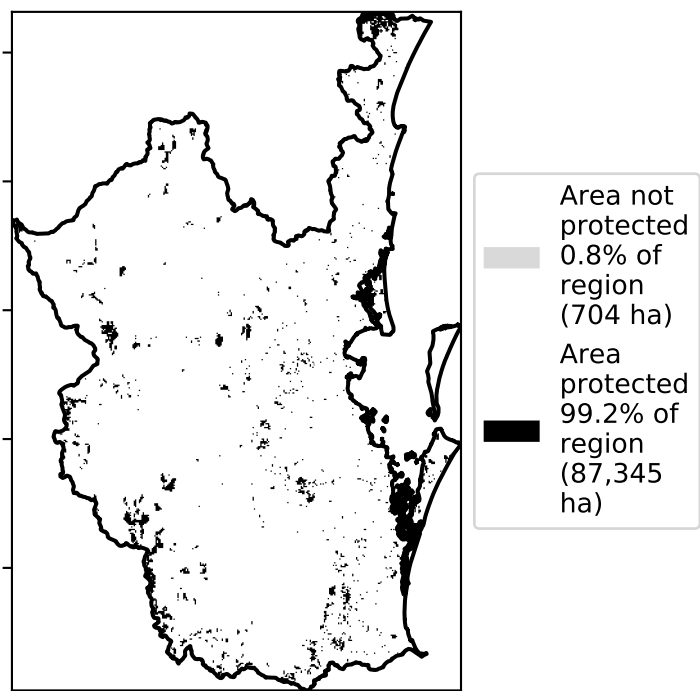 Area not
protected
0.8% of
region
(704 ha)
Area
protected
99.2% of
region
(87,345
ha)